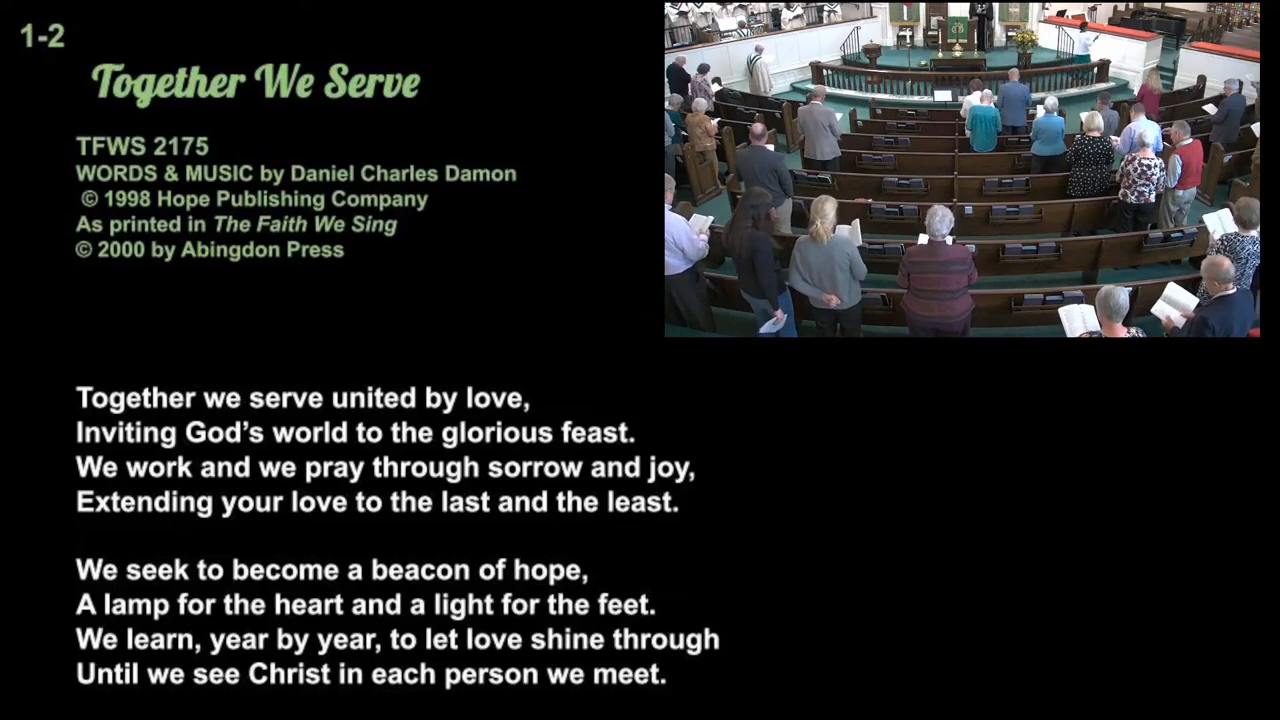 1-2
Together We Serve
TFWS 2175
WORDS & MUSIC by Daniel Charles Damon
© 1998 Hope Publishing Company
As printed in The Faith We Sing
© 2000 by Abingdon Press
Together we serve united by love,
Inviting God’s world to the glorious feast.
We work and we pray through sorrow and joy,
Extending your love to the last and the least.
We seek to become a beacon of hope,
A lamp for the heart and a light for the feet.
We learn, year by year, to let love shine through
Until we see Christ in each person we meet.